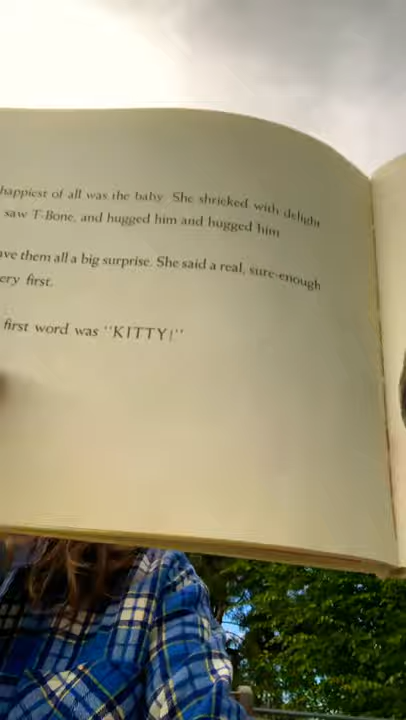 happiest of all was the baby. She shrieked with delight
saw T-Bone, and hugged him and hugged him
ave them all a big surprise. She said a real, sure-enough
ery first.
first word was "KITTY!"